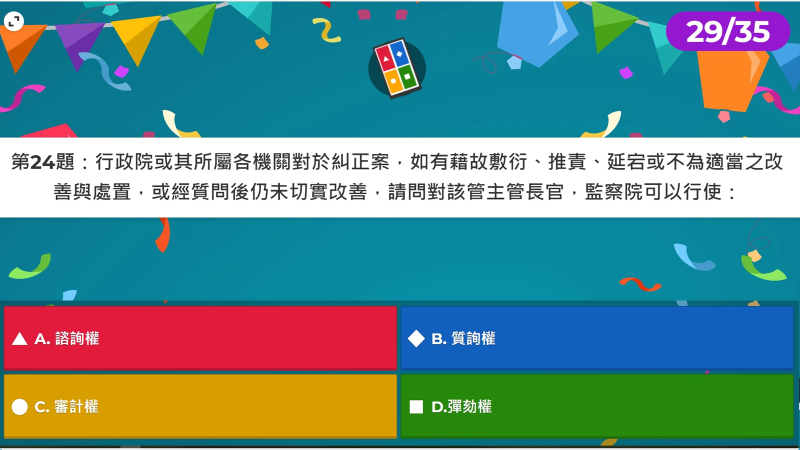 29/35
第24題：行政院或其所屬各機關對於糾正案，如有藉故敷衍、推責、延宕或不為適當之改
善與處置，或經質問後仍未切實改善，請問對該管主管長官，監察院可以行使：
A. 諮詢權
B. 質詢權
C. 審計權
D.彈劾權